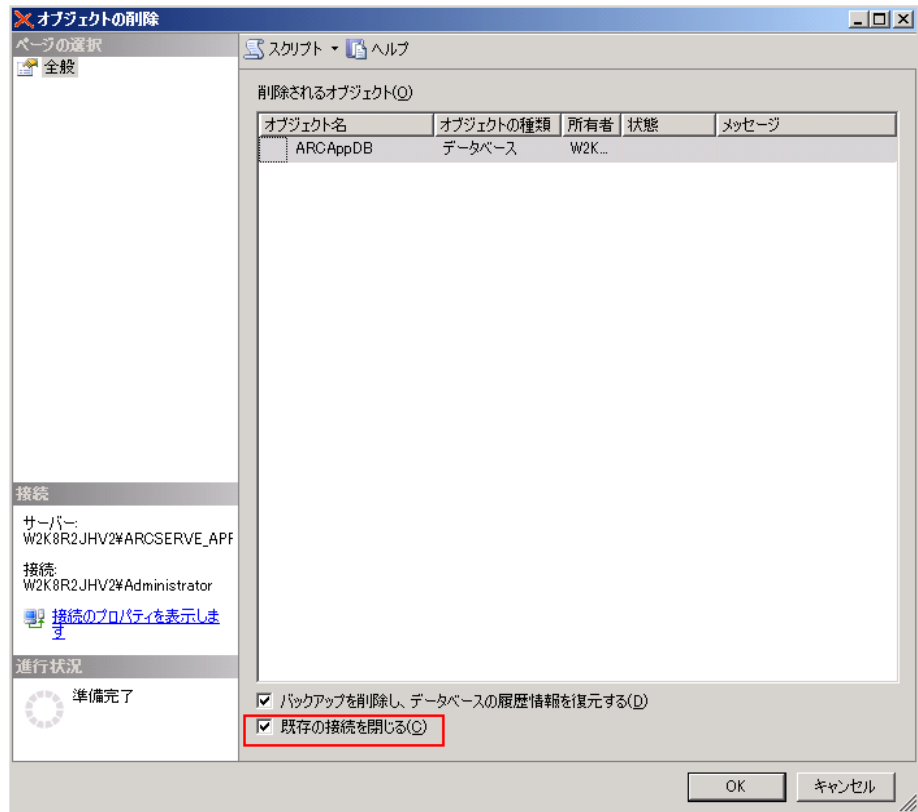 オブジェクトの削除
ページの選択
全般
スクリプト ヘルプ
削除されるオブジェクト(O)
オブジェクト名 オブジェクトの種類 所有者 状態 メッセージ
ARCAppDB データベース W2K...
接続
サーバー:
W2K8R2JHV2¥ARCSERVE_APP
接続:
W2K8R2JHV2¥Administrator
接続のプロパティを表示しま
す
進行状況
準備完了
バックアップを削除し、データベースの履歴情報を復元する(D)
既存の接続を閉じる(C)
OK キャンセル